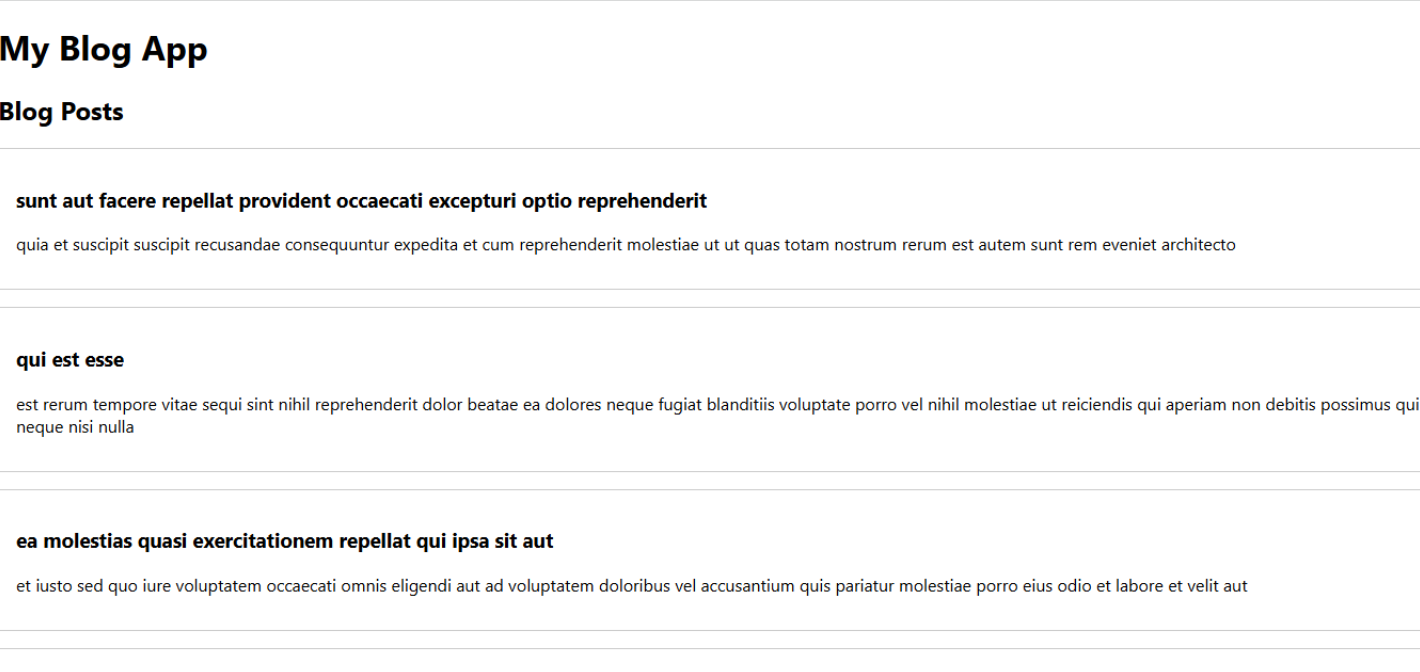 My Blog App
Blog Posts
sunt aut facere repellat provident occaecati excepturi optio reprehenderit
quia et suscipit suscipit recusandae consequuntur expedita et cum reprehenderit molestiae ut ut quas totam nostrum rerum est autem sunt rem eveniet architecto
qui est esse
est rerum tempore vitae sequi sint nihil reprehenderit dolor beatae ea dolores neque fugiat blanditiis voluptate porro vel nihil molestiae ut reiciendis qui aperiam non debitis possimus qui
neque nisi nulla
ea molestias quasi exercitationem repellat qui ipsa sit aut
et iusto sed quo iure voluptatem occaecati omnis eligendi aut ad voluptatem doloribus vel accusantium quis pariatur molestiae porro eius odio et labore et velit aut